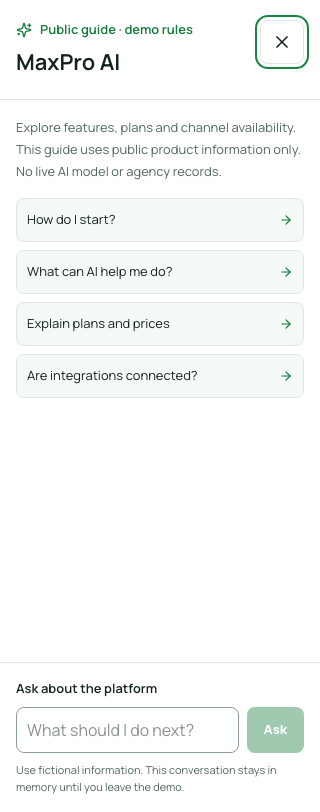 Public guide · demo rules
MaxPro AI
Explore features, plans and channel availability.
This guide uses public product information only.
No live AI model or agency records.
How do I start?
What can AI help me do?
Explain plans and prices
Are integrations connected?
Ask about the platform
What should I do next?
Ask
Use fictional information. This conversation stays in
memory until you leave the demo.